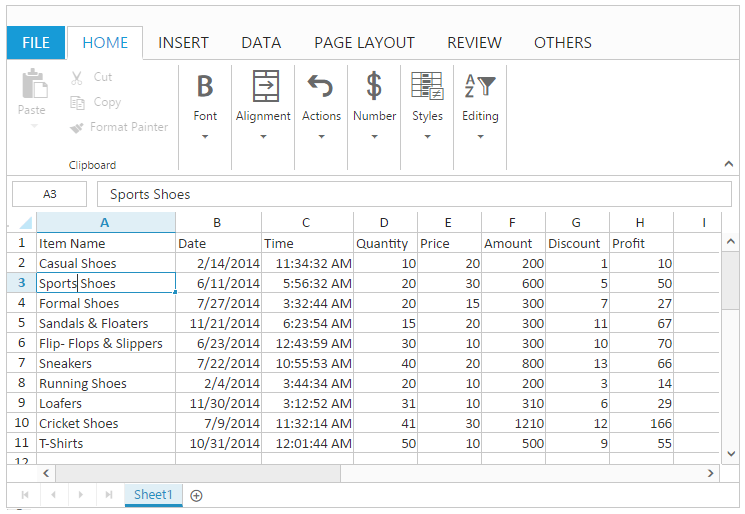 FILE HOME INSERT DATA PAGE LAYOUT REVIEW OTHERS
Paste Cut Copy Format Painter
B $ A Z
Font Alignment Actions Number Styles Editing
Clipboard
A3 Sports Shoes
A B C D E F G H I
1 Item Name Date Time Quantity Price Amount Discount Profit
2 Casual Shoes 2/14/2014 11:34:32 AM 10 20 200 1 10
3 Sports Shoes 6/11/2014 5:56:32 AM 20 30 600 5 50
4 Formal Shoes 7/27/2014 3:32:44 AM 20 15 300 7 27
5 Sandals & Floaters 11/21/2014 6:23:54 AM 15 20 300 11 67
6 Flip- Flops & Slippers 6/23/2014 12:43:59 AM 30 10 300 10 70
7 Sneakers 7/22/2014 10:55:53 AM 40 20 800 13 66
8 Running Shoes 2/4/2014 3:44:34 AM 20 10 200 3 14
9 Loafers 11/30/2014 3:12:52 AM 31 10 310 6 29
10 Cricket Shoes 7/9/2014 11:32:14 AM 41 30 1210 12 166
11 T-Shirts 10/31/2014 12:01:44 AM 50 10 500 9 55
12
Sheet1